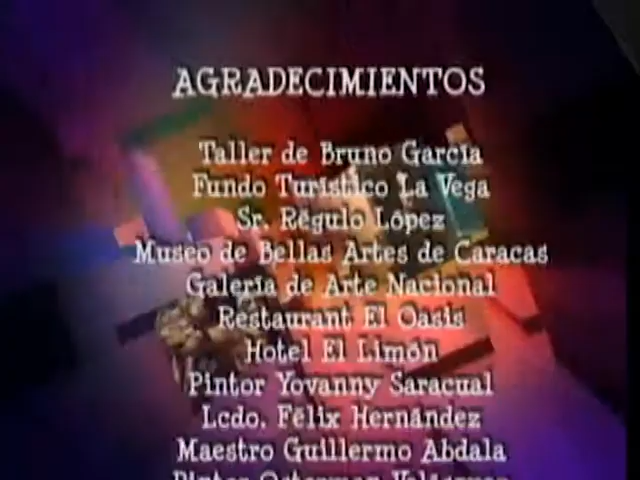 AGRADECIMIENTOS
Taller de Bruno García
Fundo Turístico La Vega
Sr. Régulo López
Museo de Bellas Artes de Caracas
Galería de Arte Nacional
Restaurant El Oasis
Hotel El Limón
Pintor Yovanny Saracual
Lcdo. Félix Hernández
Maestro Guillermo Abdala
Pintor